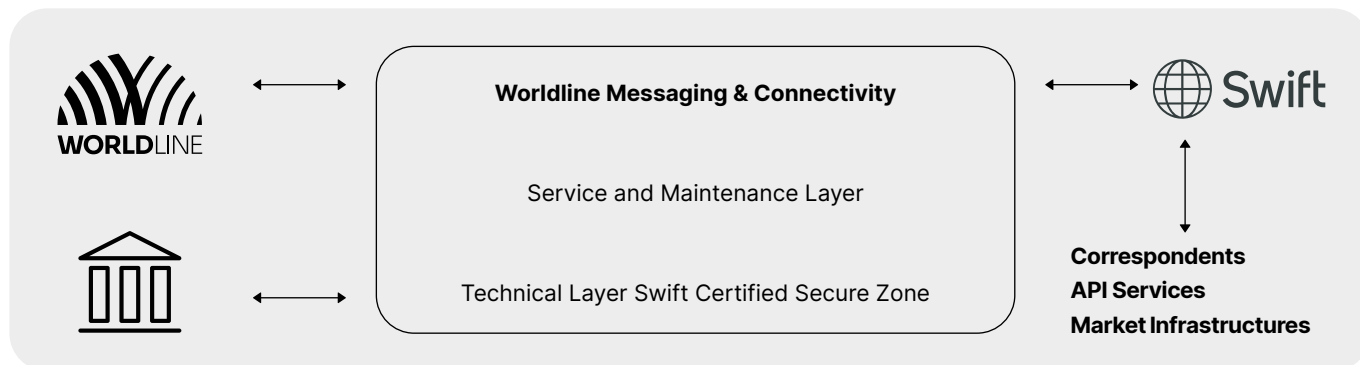 WORLDLINE
Worldline Messaging & Connectivity
Service and Maintenance Layer
Technical Layer Swift Certified Secure Zone
Swift
Correspondents
API Services
Market Infrastructures